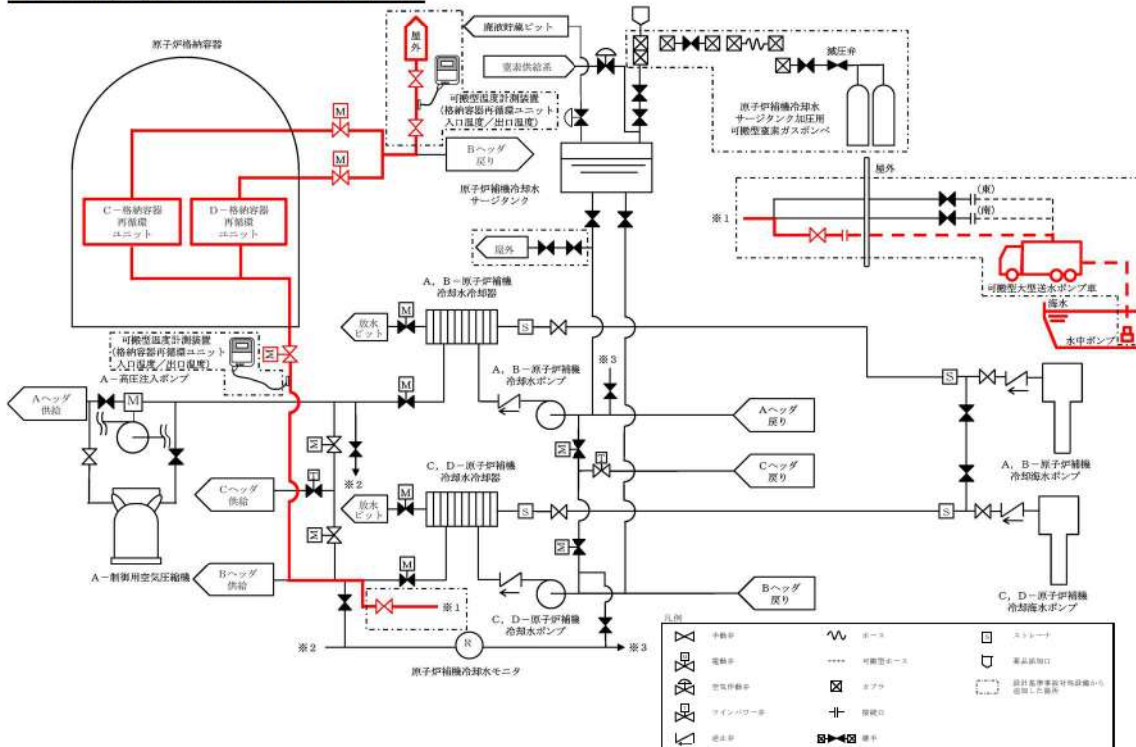 原子炉格納容器
屋外
廃液貯蔵ピット
窒素供給系
減圧弁
可搬型温度計測装置
(格納容器再循環ユニット
入口温度/出口温度)
原子炉補機冷却水
サージタンク加圧用
可搬型窒素ガスボンベ
M
M
Bヘッダ
戻り
原子炉補機冷却水
サージタンク
屋外
※1
(東)
(南)
C-格納容器
再循環
ユニット
D-格納容器
再循環
ユニット
屋外
可搬型大型送水ポンプ車
海水
水中ポンプ
A, B-原子炉補機
冷却水冷却器
放水
ピット
M
S
可搬型温度計測装置
(格納容器再循環ユニット
入口温度/出口温度)
M
※3
A-高圧注入ポンプ
A, B-原子炉補機
冷却水ポンプ
S
Aヘッダ
供給
M
M
Aヘッダ
戻り
M
M
T
C, D-原子炉補機
冷却水冷却器
Cヘッダ
戻り
A, B-原子炉補機
冷却海水ポンプ
Cヘッダ
供給
T
※2
放水
ピット
M
S
S
M
M
A-制御用空気圧縮機
Bヘッダ
供給
M
※1
C, D-原子炉補機
冷却水ポンプ
Bヘッダ
戻り
C, D-原子炉補機
冷却海水ポンプ
※2
R
※3
原子炉補機冷却水モニタ
凡例
手動弁
ホース
S
ストレーナ
電動弁
可搬型ホース
薬品添加口
空気作動弁
カプラ
設計基準事故対処設備から
追加した箇所
ツインパワー弁
接続口
逆止弁
継手